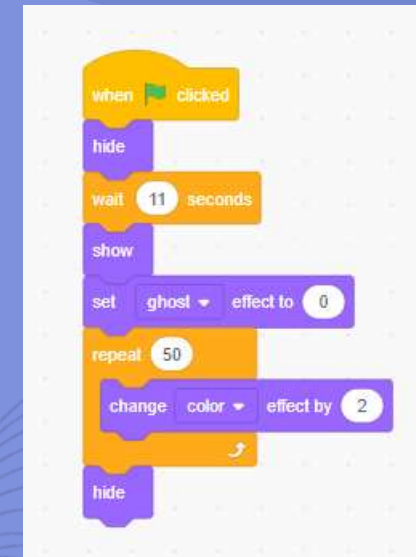 when clicked
hide
wait 11 seconds
show
set ghost effect to 0
repeat 50
change color effect by 2
hide